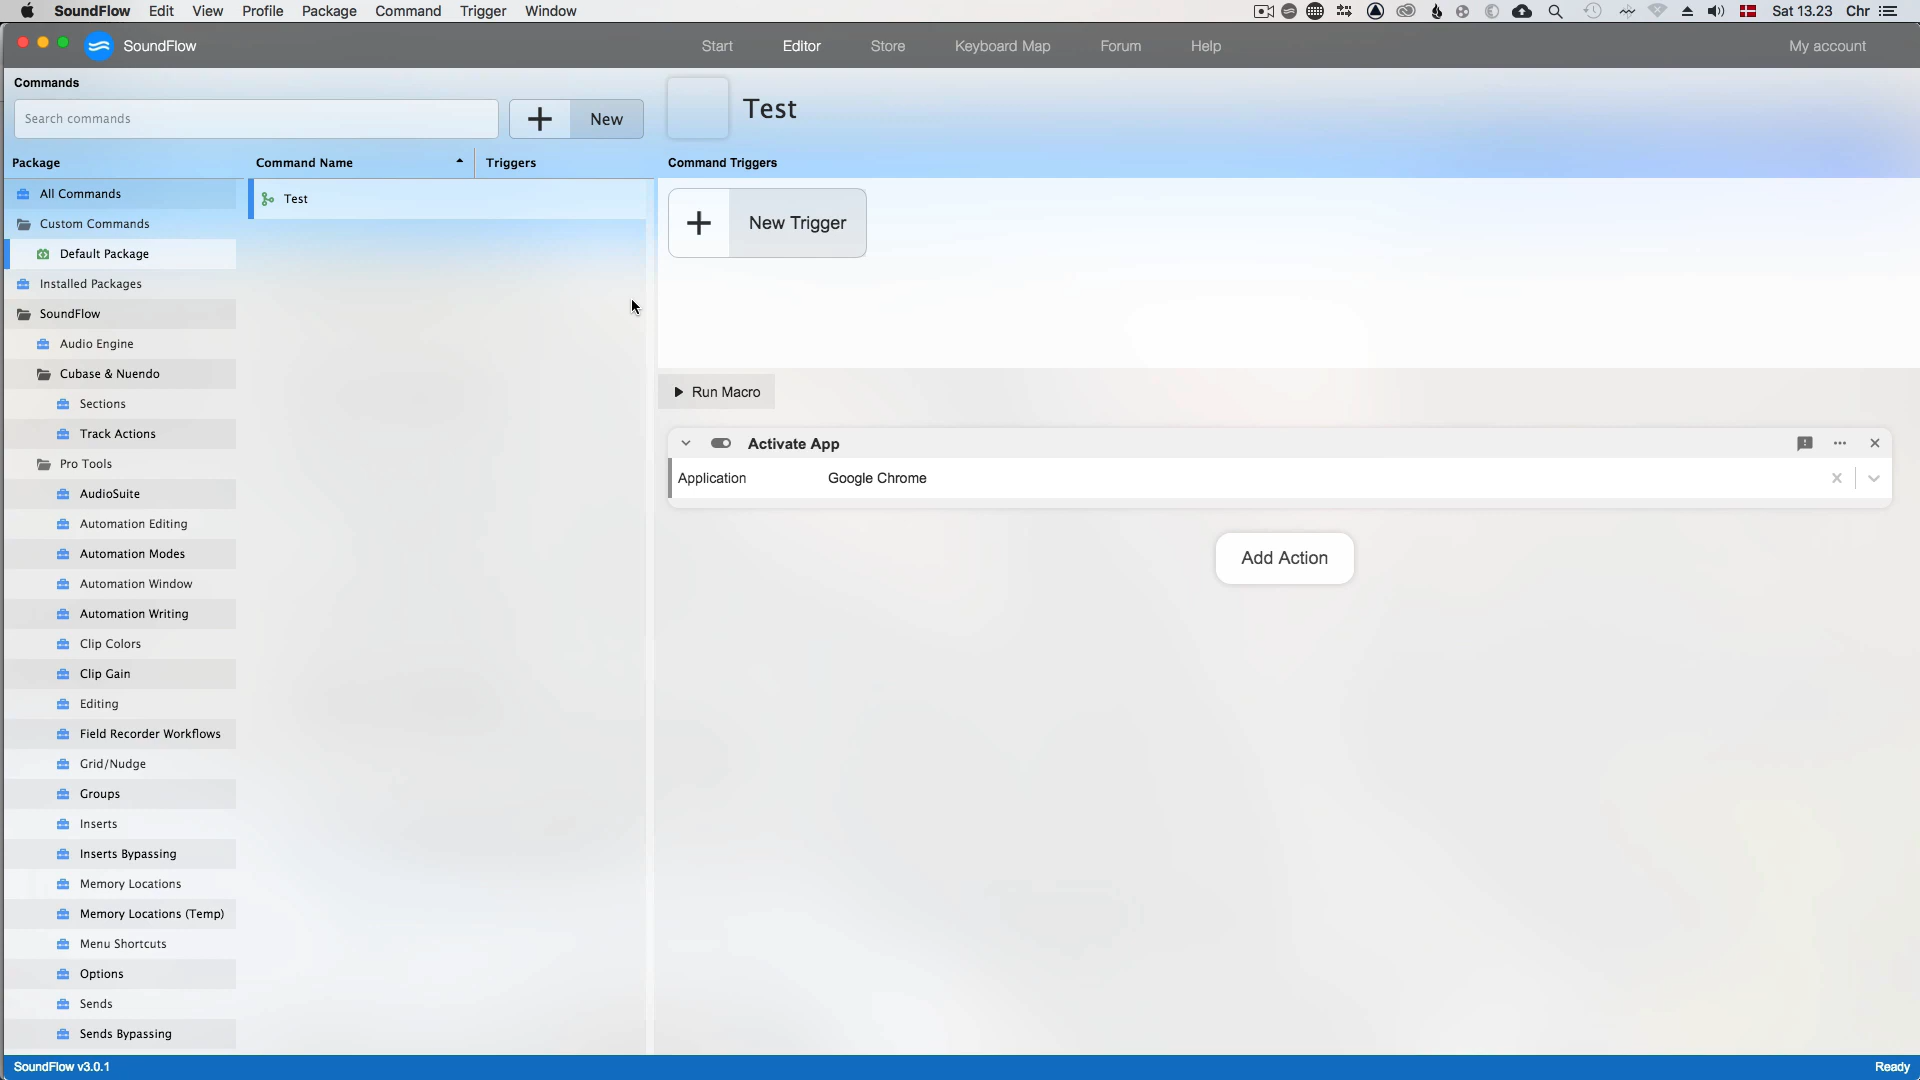 SoundFlow Edit View Profile Package Command Trigger Window Sat 13.23 Chr
SoundFlow Start Editor Store Keyboard Map Forum Help My account
Commands
Search commands
New
Test
Package
Command Name
Triggers
Command Triggers
All Commands
Custom Commands
Default Package
Installed Packages
SoundFlow
Audio Engine
Cubase & Nuendo
Sections
Track Actions
Pro Tools
AudioSuite
Automation Editing
Automation Modes
Automation Window
Automation Writing
Clip Colors
Clip Gain
Editing
Field Recorder Workflows
Grid/Nudge
Groups
Inserts
Inserts Bypassing
Memory Locations
Memory Locations (Temp)
Menu Shortcuts
Options
Sends
Sends Bypassing
Test
New Trigger
Run Macro
Activate App
Application Google Chrome
Add Action
SoundFlow v3.0.1
Ready